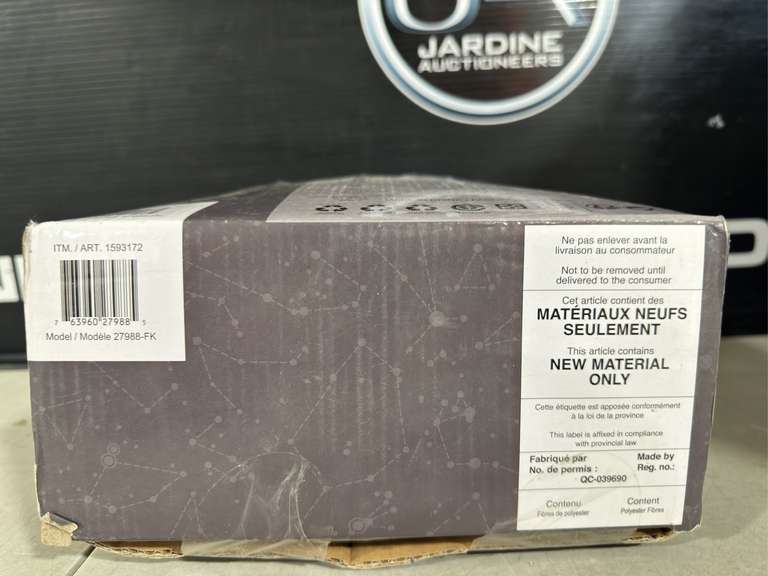 JARDINE
AUCTIONEERS
ITM. / ART. 1593172
7 63960 27988 5
Model / Modèle 27988-FK
Ne pas enlever avant la
livraison au consommateur
Not to be removed until
delivered to the consumer
Cet article contient des
MATÉRIAUX NEUFS
SEULEMENT
This article contains
NEW MATERIAL
ONLY
Cette étiquette est apposée conformément
à la loi de la province
This label is affixed in compliance
with provincial law
Fabriqué par Made by
No. de permis : Reg. no.:
QC-039690
Contenu Content
Fibres de polyester Polyester Fibres